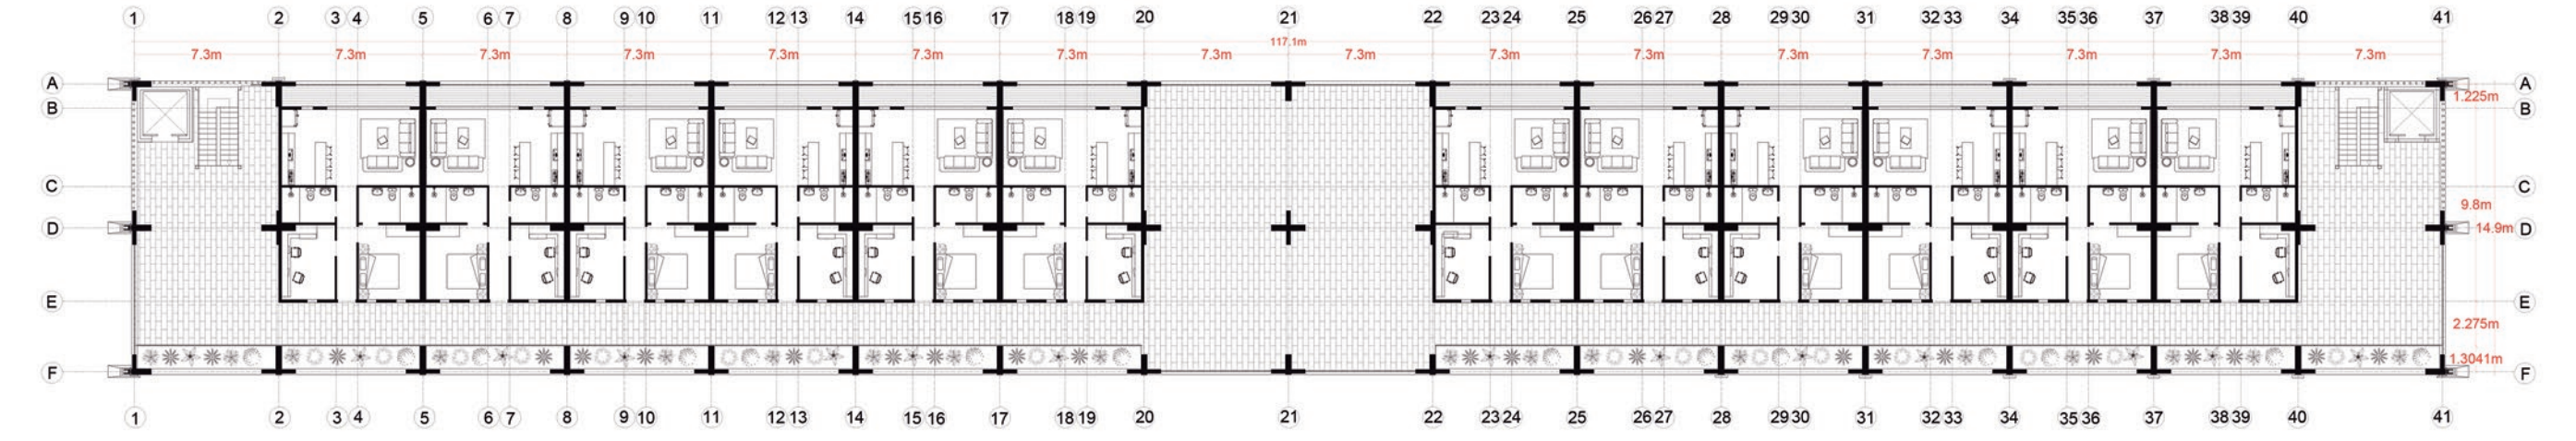 1 2 3 4 5 6 7 8 9 10 11 12 13 14 15 16 17 18 19 20 21 22 23 24 25 26 27 28 29 30 31 32 33 34 35 36 37 38 39 40 41
117.1m
7.3m 7.3m 7.3m 7.3m 7.3m 7.3m 7.3m 7.3m 7.3m 7.3m 7.3m 7.3m 7.3m 7.3m 7.3m 7.3m
A A
1.225m
B B
C C
9.8m
D 14.9m D
E E
2.275m
1.3041m
F F
1 2 3 4 5 6 7 8 9 10 11 12 13 14 15 16 17 18 19 20 21 22 23 24 25 26 27 28 29 30 31 32 33 34 35 36 37 38 39 40 41